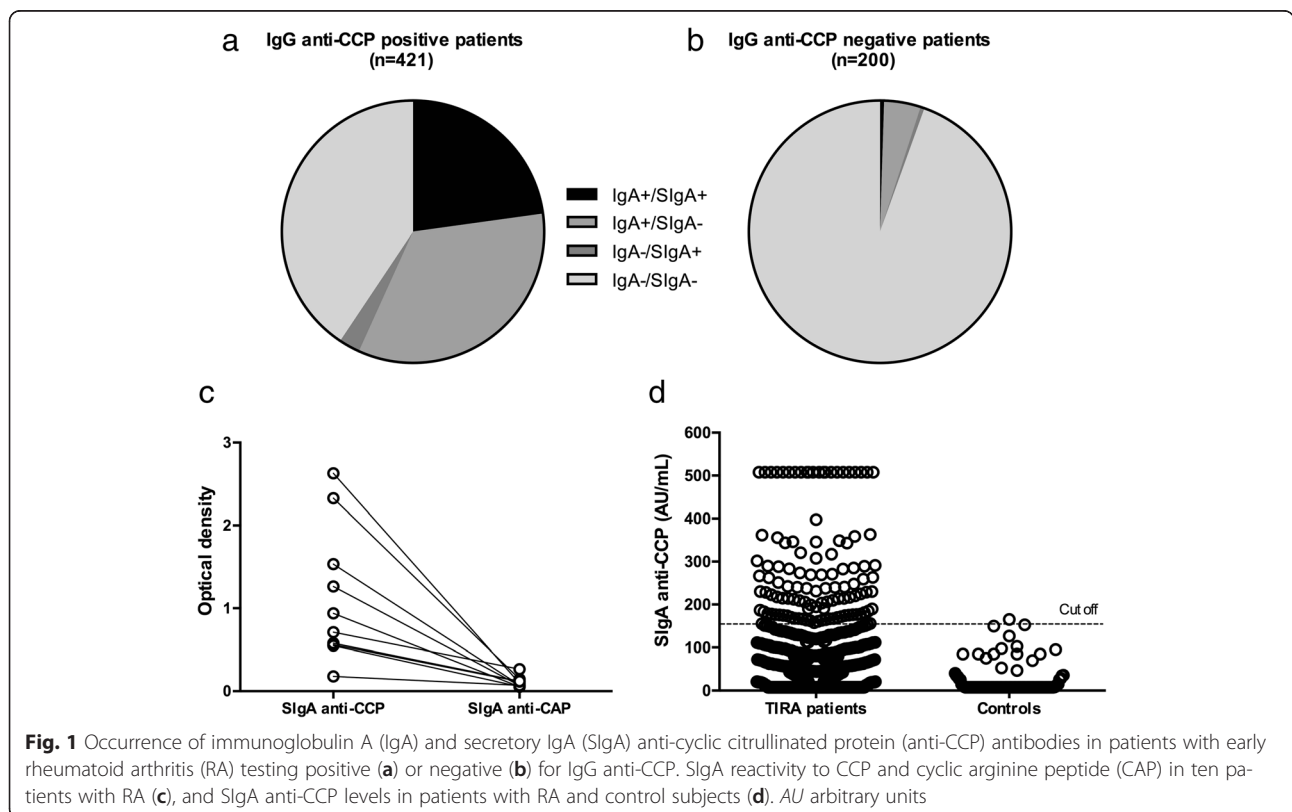 a
IgG anti-CCP positive patients
(n=421)
b
IgG anti-CCP negative patients
(n=200)
IgA+/SIgA+
IgA+/SIgA-
IgA-/SIgA+
IgA-/SIgA-
c
Optical density
3
2
1
0
SIgA anti-CCP
SIgA anti-CAP
d
SIgA anti-CCP (AU/mL)
600
500
400
300
200
100
0
Cut off
TIRA patients
Controls
Fig. 1 Occurrence of immunoglobulin A (IgA) and secretory IgA (SIgA) anti-cyclic citrullinated protein (anti-CCP) antibodies in patients with early
rheumatoid arthritis (RA) testing positive (a) or negative (b) for IgG anti-CCP. SIgA reactivity to CCP and cyclic arginine peptide (CAP) in ten pa-
tients with RA (c), and SIgA anti-CCP levels in patients with RA and control subjects (d). AU arbitrary units